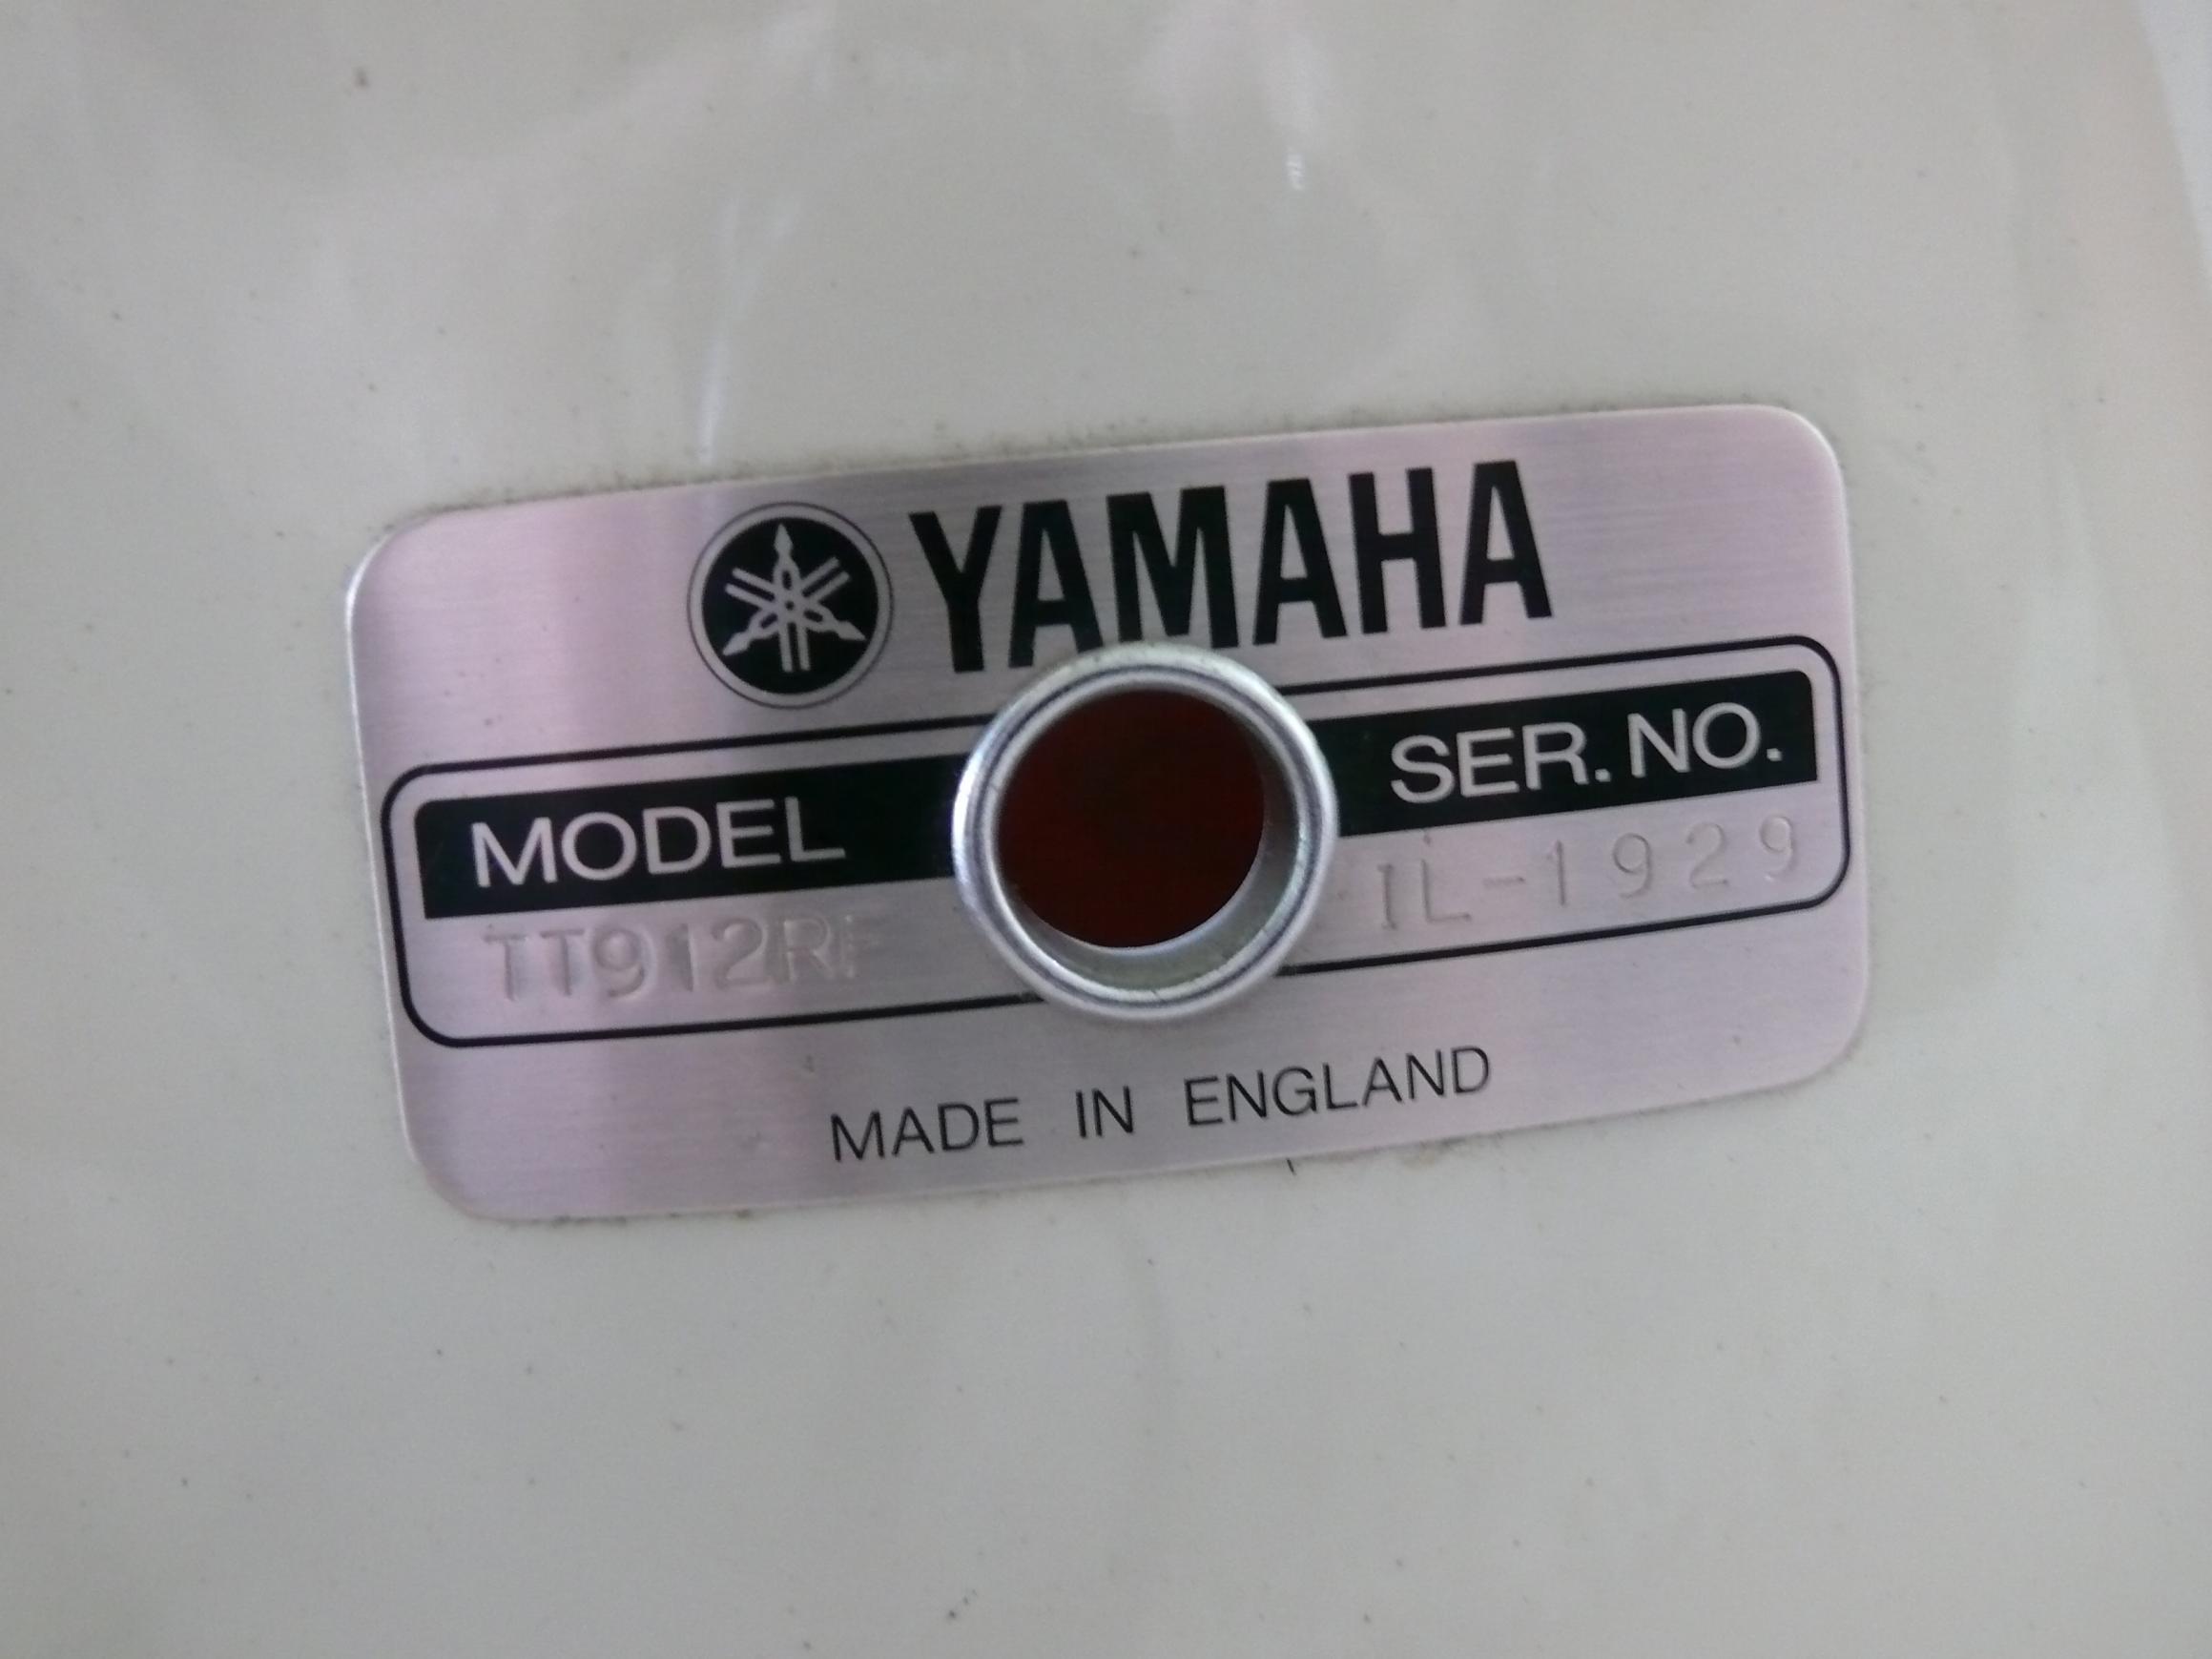 YAMAHA
MODEL SER. NO.
TT912RF IL-1929
MADE IN ENGLAND